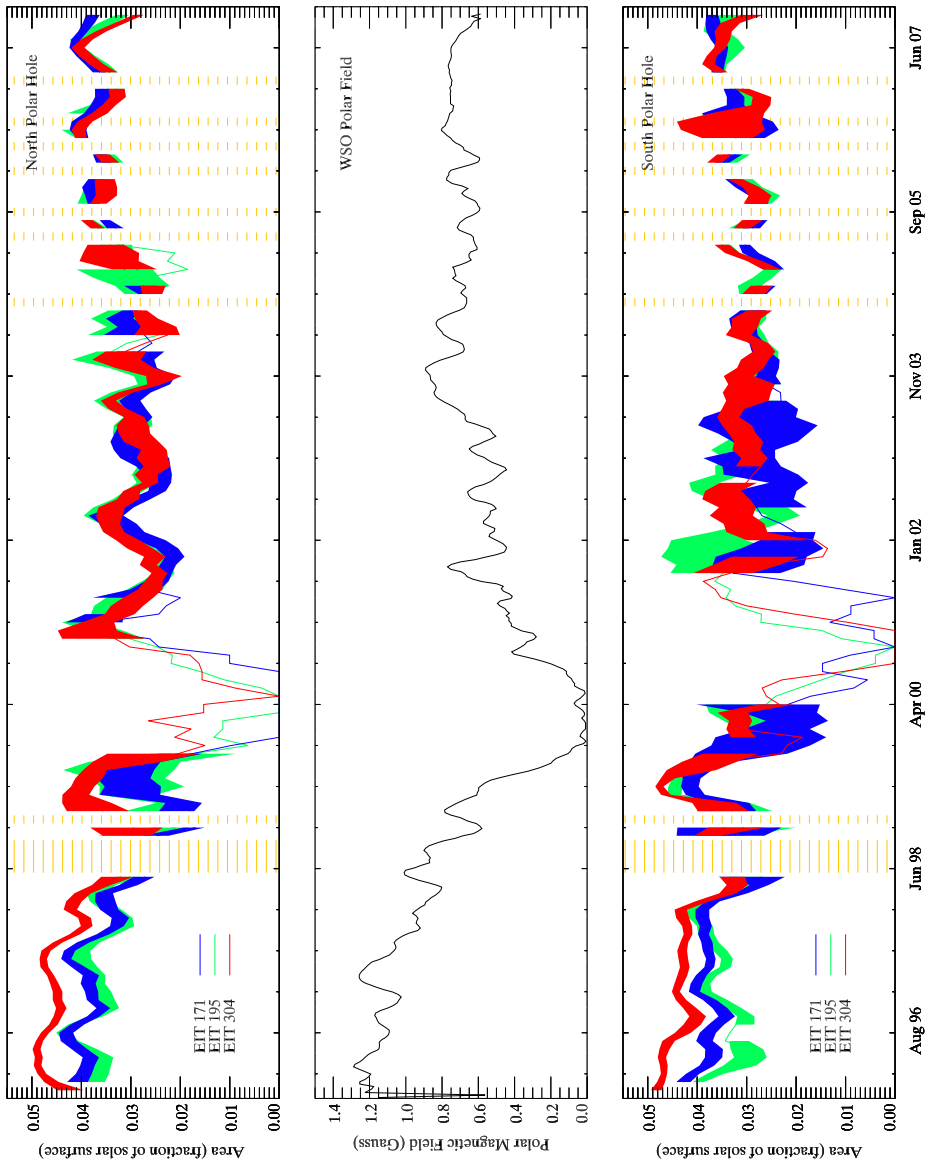 North Polar Hole
EIT 171
EIT 195
EIT 304
0.05
0.04
0.03
0.02
0.01
0.00
Area (fraction of solar surface)
WSO Polar Field
1.4
1.2
1.0
0.8
0.6
0.4
0.2
0.0
Polar Magnetic Field (Gauss)
South Polar Hole
EIT 171
EIT 195
EIT 304
0.05
0.04
0.03
0.02
0.01
0.00
Area (fraction of solar surface)
Aug 96
Jun 98
Apr 00
Jan 02
Nov 03
Sep 05
Jun 07